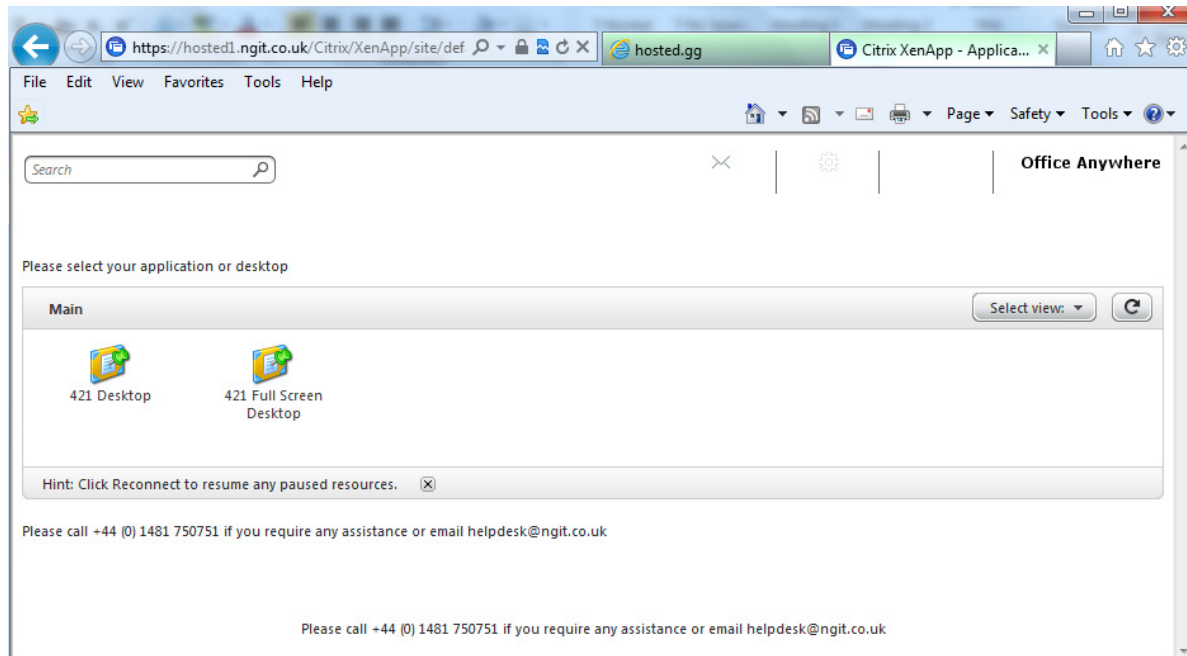 https://hosted1.ngit.co.uk/Citrix/XenApp/site/def
hosted.gg
Citrix XenApp - Applica...
File Edit View Favorites Tools Help
Page Safety Tools
Search
Office Anywhere
Please select your application or desktop
Main
Select view:
421 Desktop
421 Full Screen
Desktop
Hint: Click Reconnect to resume any paused resources.
Please call +44 (0) 1481 750751 if you require any assistance or email helpdesk@ngit.co.uk
Please call +44 (0) 1481 750751 if you require any assistance or email helpdesk@ngit.co.uk